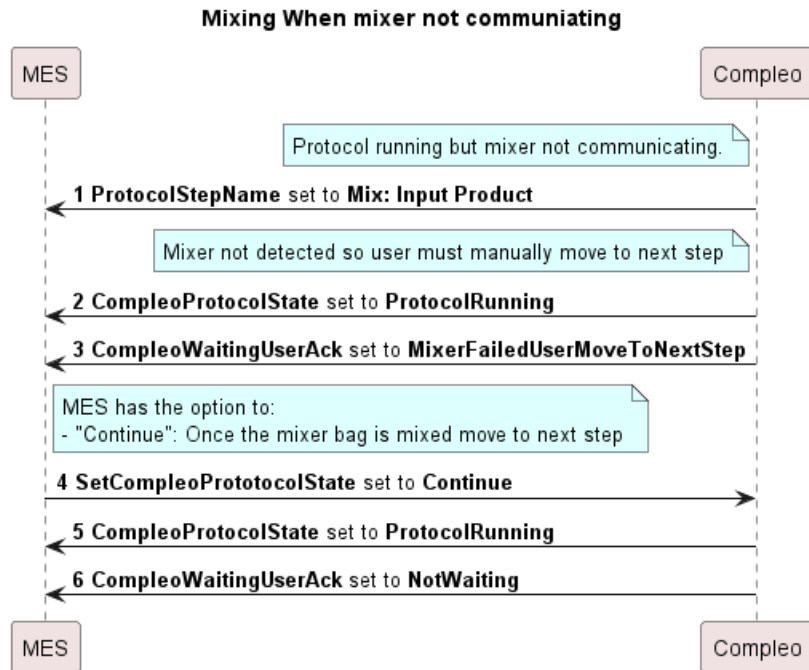 Mixing When mixer not communiating
MES
Compleo
Protocol running but mixer not communicating.
1 ProtocolStepName set to Mix: Input Product
Mixer not detected so user must manually move to next step
2 CompleoProtocolState set to ProtocolRunning
3 CompleoWaitingUserAck set to MixerFailedUserMoveToNextStep
MES has the option to:
- "Continue": Once the mixer bag is mixed move to next step
4 SetCompleoPrototocolState set to Continue
5 CompleoProtocolState set to ProtocolRunning
6 CompleoWaitingUserAck set to NotWaiting
MES
Compleo